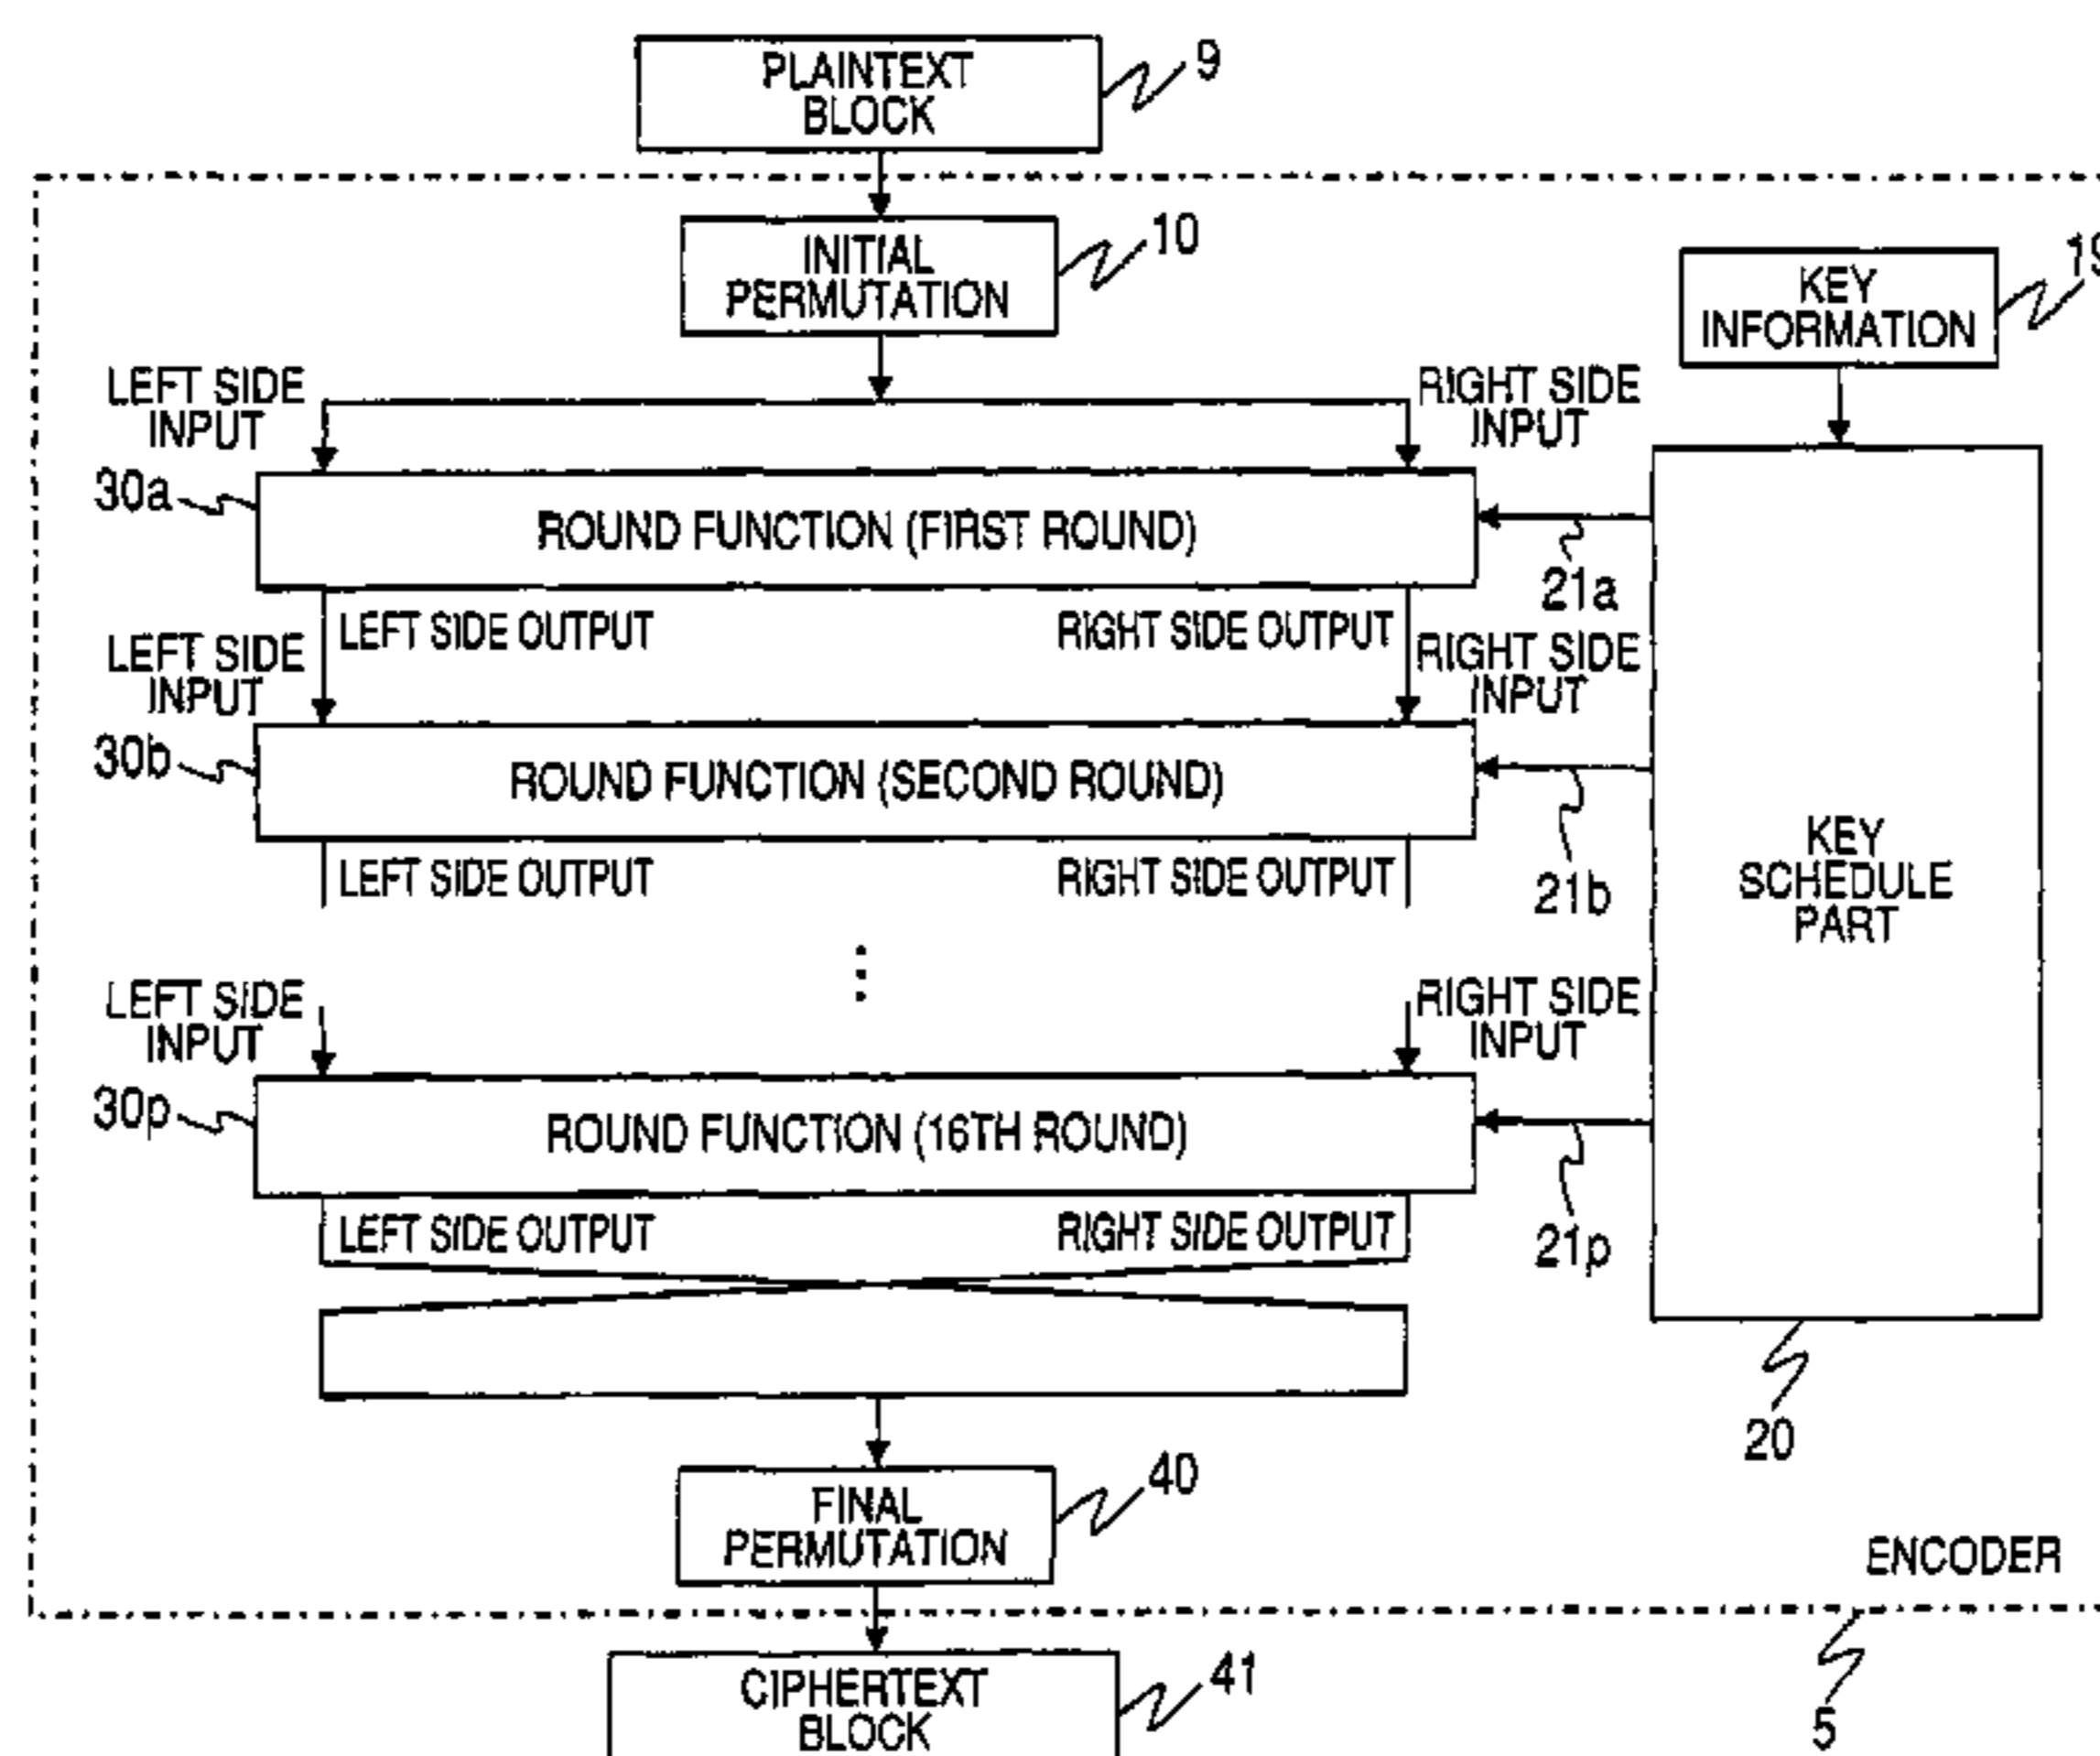 PLAINTEXT
BLOCK
9
INITIAL
PERMUTATION
10
KEY
INFORMATION
19
LEFT SIDE
INPUT
RIGHT SIDE
INPUT
30a
ROUND FUNCTION (FIRST ROUND)
21a
LEFT SIDE OUTPUT
RIGHT SIDE OUTPUT
LEFT SIDE
INPUT
RIGHT SIDE
INPUT
30b
ROUND FUNCTION (SECOND ROUND)
21b
KEY
SCHEDULE
PART
LEFT SIDE OUTPUT
RIGHT SIDE OUTPUT
LEFT SIDE
INPUT
RIGHT SIDE
INPUT
30p
ROUND FUNCTION (16TH ROUND)
21p
LEFT SIDE OUTPUT
RIGHT SIDE OUTPUT
20
FINAL
PERMUTATION
40
ENCODER
CIPHERTEXT
BLOCK
41
5